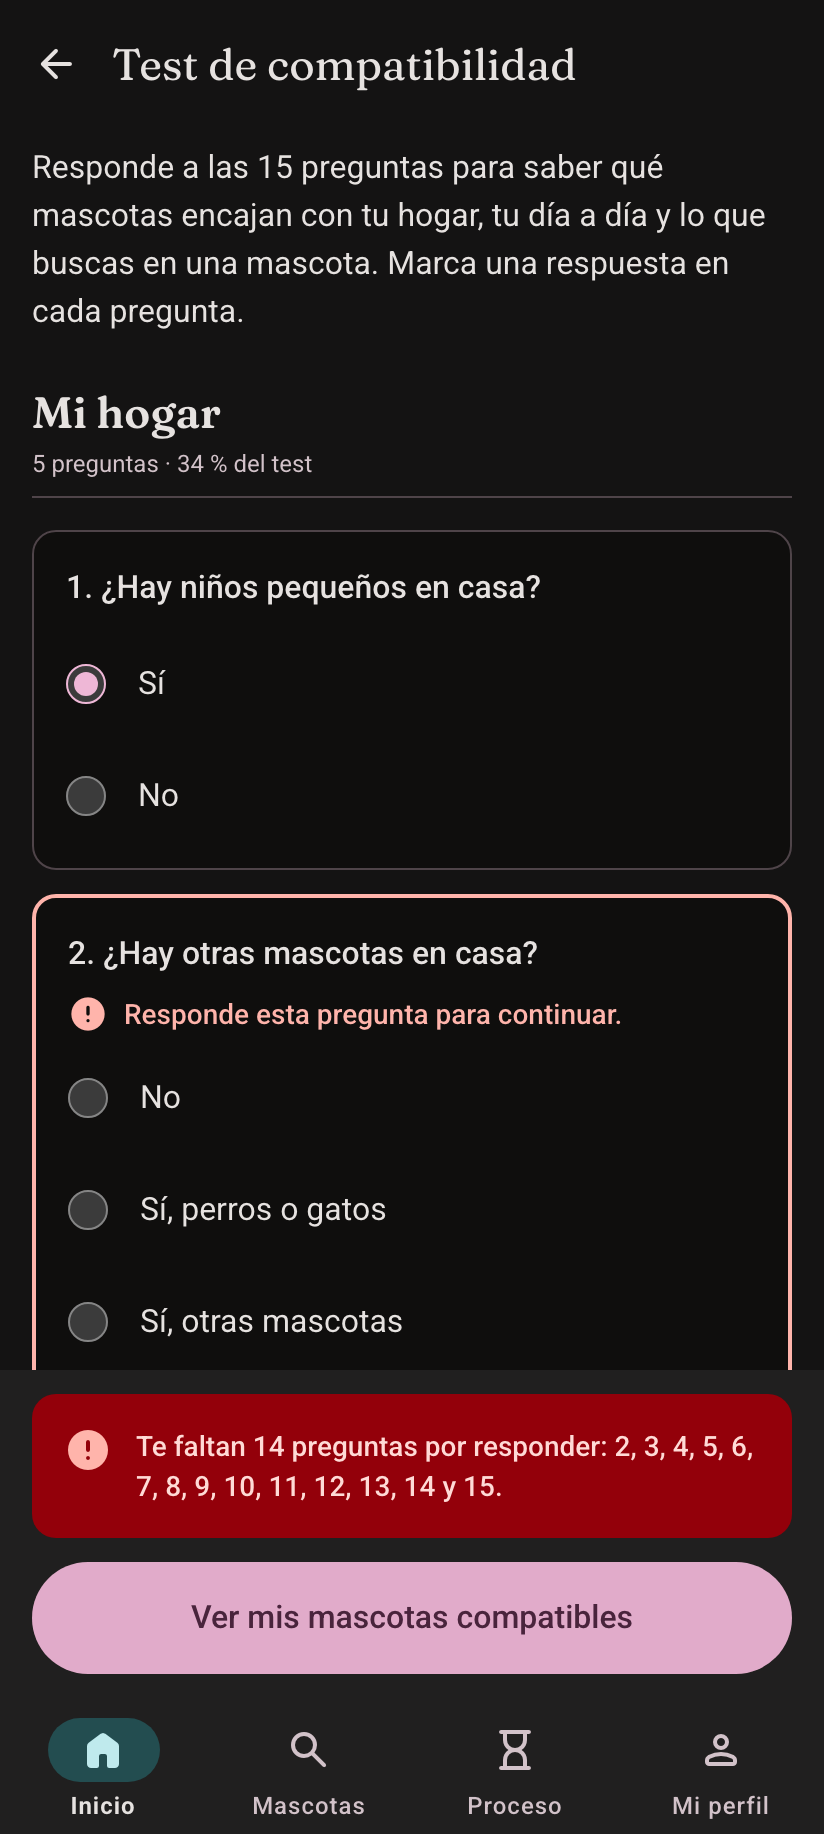 Test de compatibilidad
Responde a las 15 preguntas para saber qué
mascotas encajan con tu hogar, tu día a día y lo que
buscas en una mascota. Marca una respuesta en
cada pregunta.
Mi hogar
5 preguntas · 34 % del test
1. ¿Hay niños pequeños en casa?
Sí
No
2. ¿Hay otras mascotas en casa?
Responde esta pregunta para continuar.
No
Sí, perros o gatos
Sí, otras mascotas
Te faltan 14 preguntas por responder: 2, 3, 4, 5, 6,
7, 8, 9, 10, 11, 12, 13, 14 y 15.
Ver mis mascotas compatibles
Inicio
Mascotas
Proceso
Mi perfil